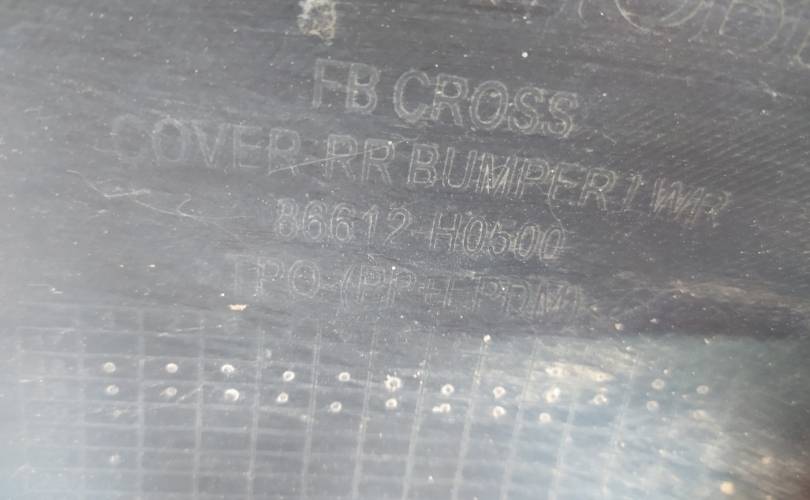 FB CROSS
COVER-RR BUMPER LWR
86612-H0500
TPO-(PP+EPDM)